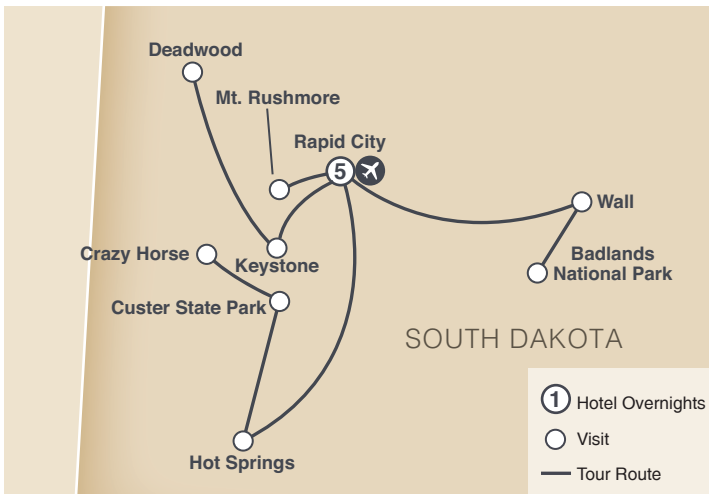 Deadwood
Mt. Rushmore
Rapid City
5
Wall
Crazy Horse
Keystone
Badlands
National Park
Custer State Park
SOUTH DAKOTA
Hot Springs
1 Hotel Overnights
Visit
Tour Route